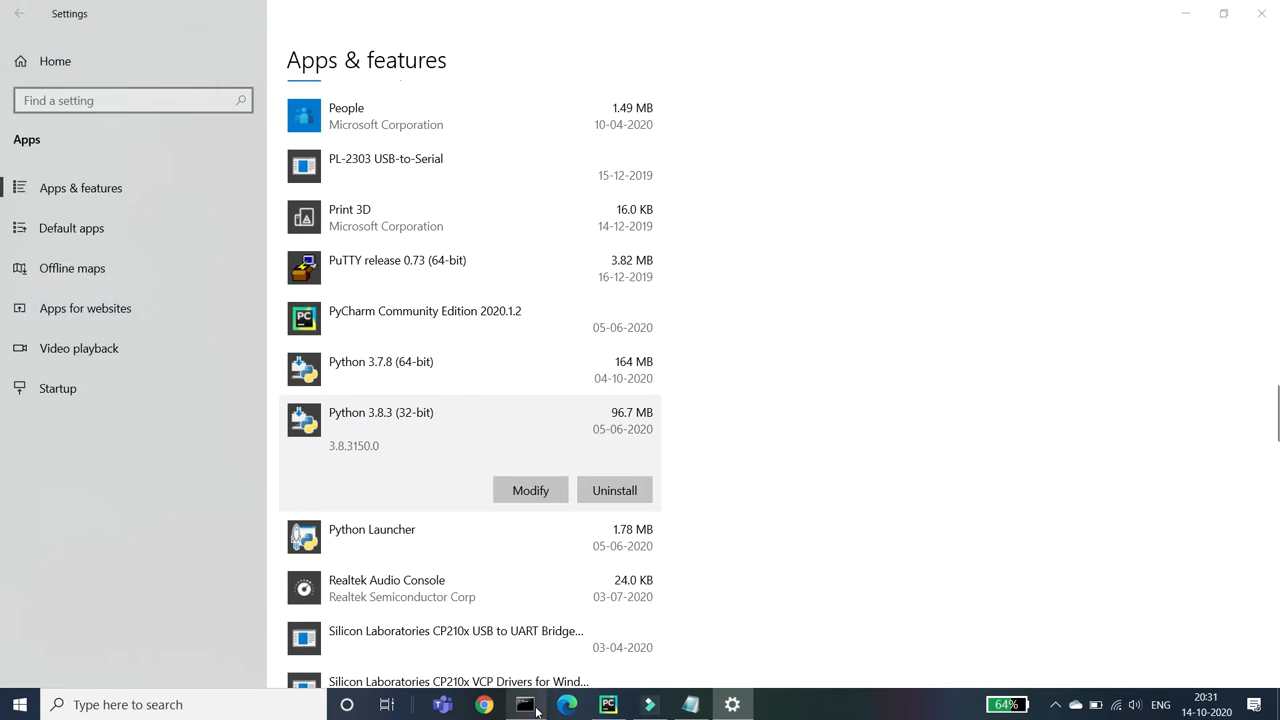 Settings
Home
Find a setting
Apps
Apps & features
Default apps
Offline maps
Apps for websites
Video playback
Startup
Apps & features
People 1.49 MB
Microsoft Corporation 10-04-2020
PL-2303 USB-to-Serial
15-12-2019
Print 3D 16.0 KB
Microsoft Corporation 14-12-2019
PuTTY release 0.73 (64-bit) 3.82 MB
16-12-2019
PyCharm Community Edition 2020.1.2
05-06-2020
Python 3.7.8 (64-bit) 164 MB
04-10-2020
Python 3.8.3 (32-bit) 96.7 MB
05-06-2020
3.8.3150.0
Modify Uninstall
Python Launcher 1.78 MB
05-06-2020
Realtek Audio Console 24.0 KB
Realtek Semiconductor Corp 03-07-2020
Silicon Laboratories CP210x USB to UART Bridge...
03-04-2020
Silicon Laboratories CP210x VCP Drivers for Wind...
Type here to search
PC
64%
ENG
20:31
14-10-2020